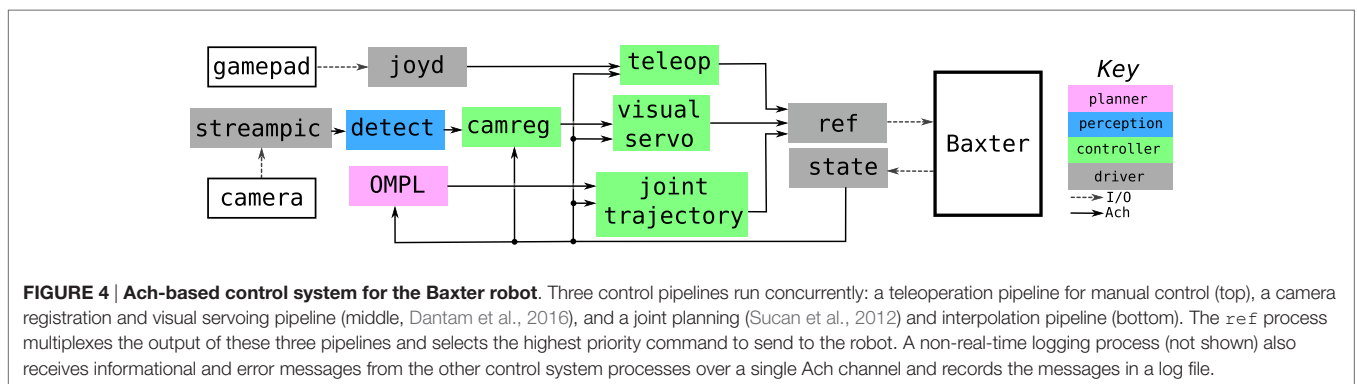 gamepad
joyd
teleop
Key
planner
perception
controller
driver
I/O
Ach
streampic
detect
camreg
visual
servo
ref
Baxter
state
camera
OMPL
joint
trajectory
FIGURE 4 | Ach-based control system for the Baxter robot. Three control pipelines run concurrently: a teleoperation pipeline for manual control (top), a camera
registration and visual servoing pipeline (middle, Dantam et al., 2016), and a joint planning (Sucan et al., 2012) and interpolation pipeline (bottom). The ref process
multiplexes the output of these three pipelines and selects the highest priority command to send to the robot. A non-real-time logging process (not shown) also
receives informational and error messages from the other control system processes over a single Ach channel and records the messages in a log file.